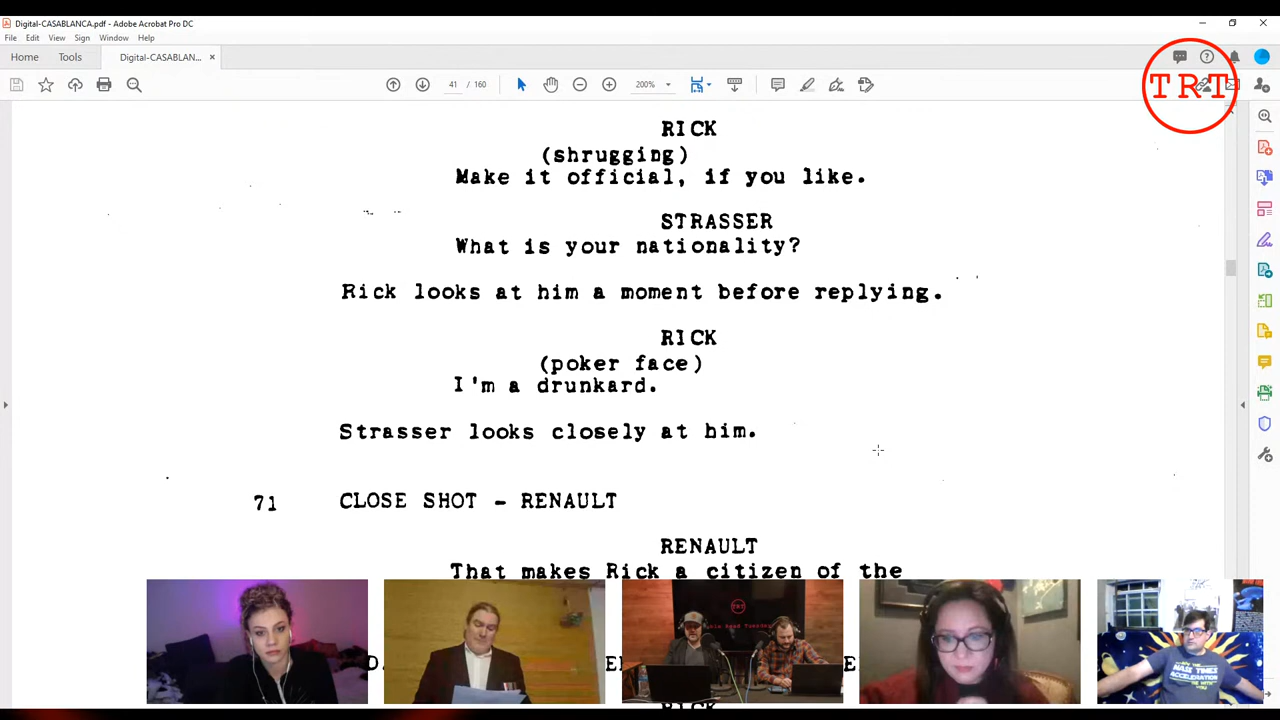 Digital-CASABLANCA.pdf - Adobe Acrobat Pro DC
File Edit View Sign Window Help
Home Tools Digital-CASABLAN... ×
41 / 160 200%
TRT
RICK
(shrugging)
Make it official, if you like.
STRASSER
What is your nationality?
Rick looks at him a moment before replying.
RICK
(poker face)
I'm a drunkard.
Strasser looks closely at him.
71 CLOSE SHOT - RENAULT
RENAULT
That makes Rick a citizen of the
TRT
RICK